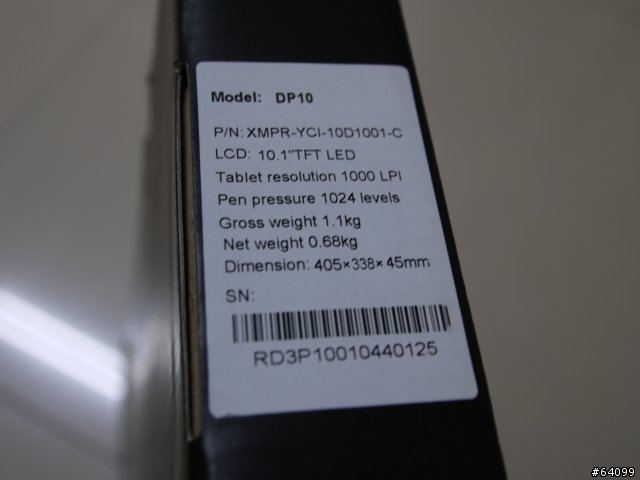 Model: DP10
P/N: XMPR-YCI-10D1001-C
LCD: 10.1"TFT LED
Tablet resolution 1000 LPI
Pen pressure 1024 levels
Gross weight 1.1kg
Net weight 0.68kg
Dimension: 405×338×45mm
SN:
RD3P10010440125
#64099